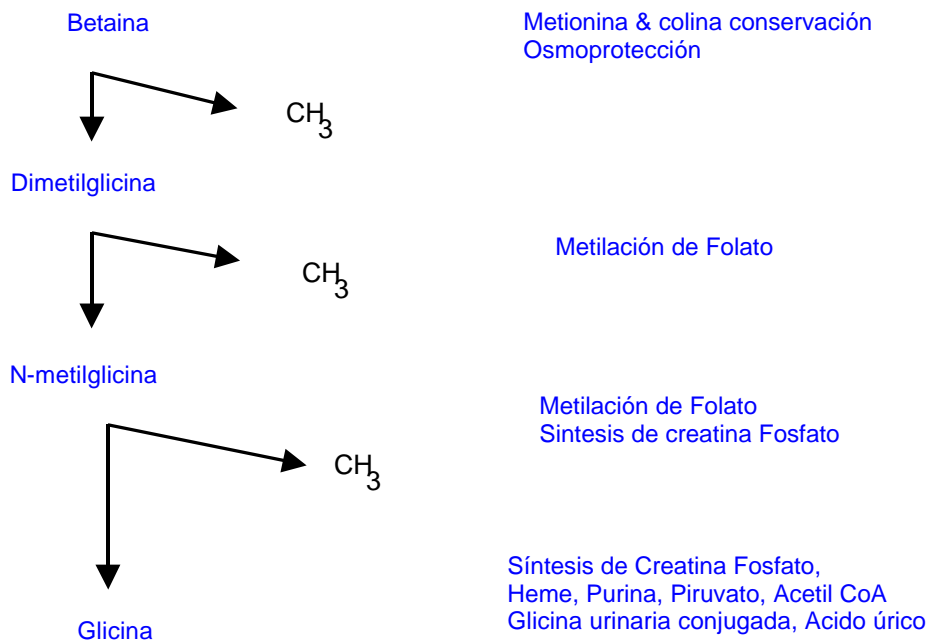 Betaina
Metionina & colina conservación
Osmoprotección
CH3
Dimetilglicina
Metilación de Folato
CH3
N-metilglicina
Metilación de Folato
Sintesis de creatina Fosfato
CH3
Síntesis de Creatina Fosfato,
Heme, Purina, Piruvato, Acetil CoA
Glicina urinaria conjugada, Acido úrico
Glicina